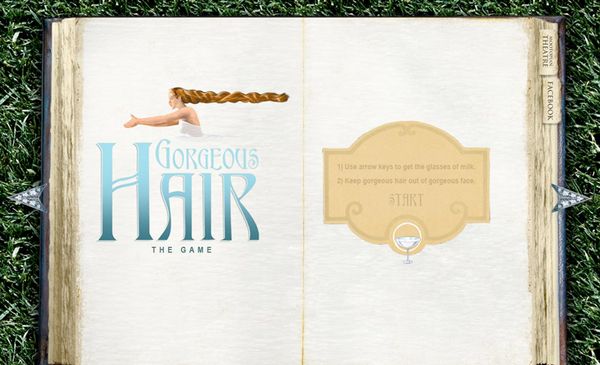 GORGEOUS
HAIR
THE GAME
1) Use arrow keys to get the glasses of milk.
2) Keep gorgeous hair out of gorgeous face.
START
THEATRE
FACEBOOK